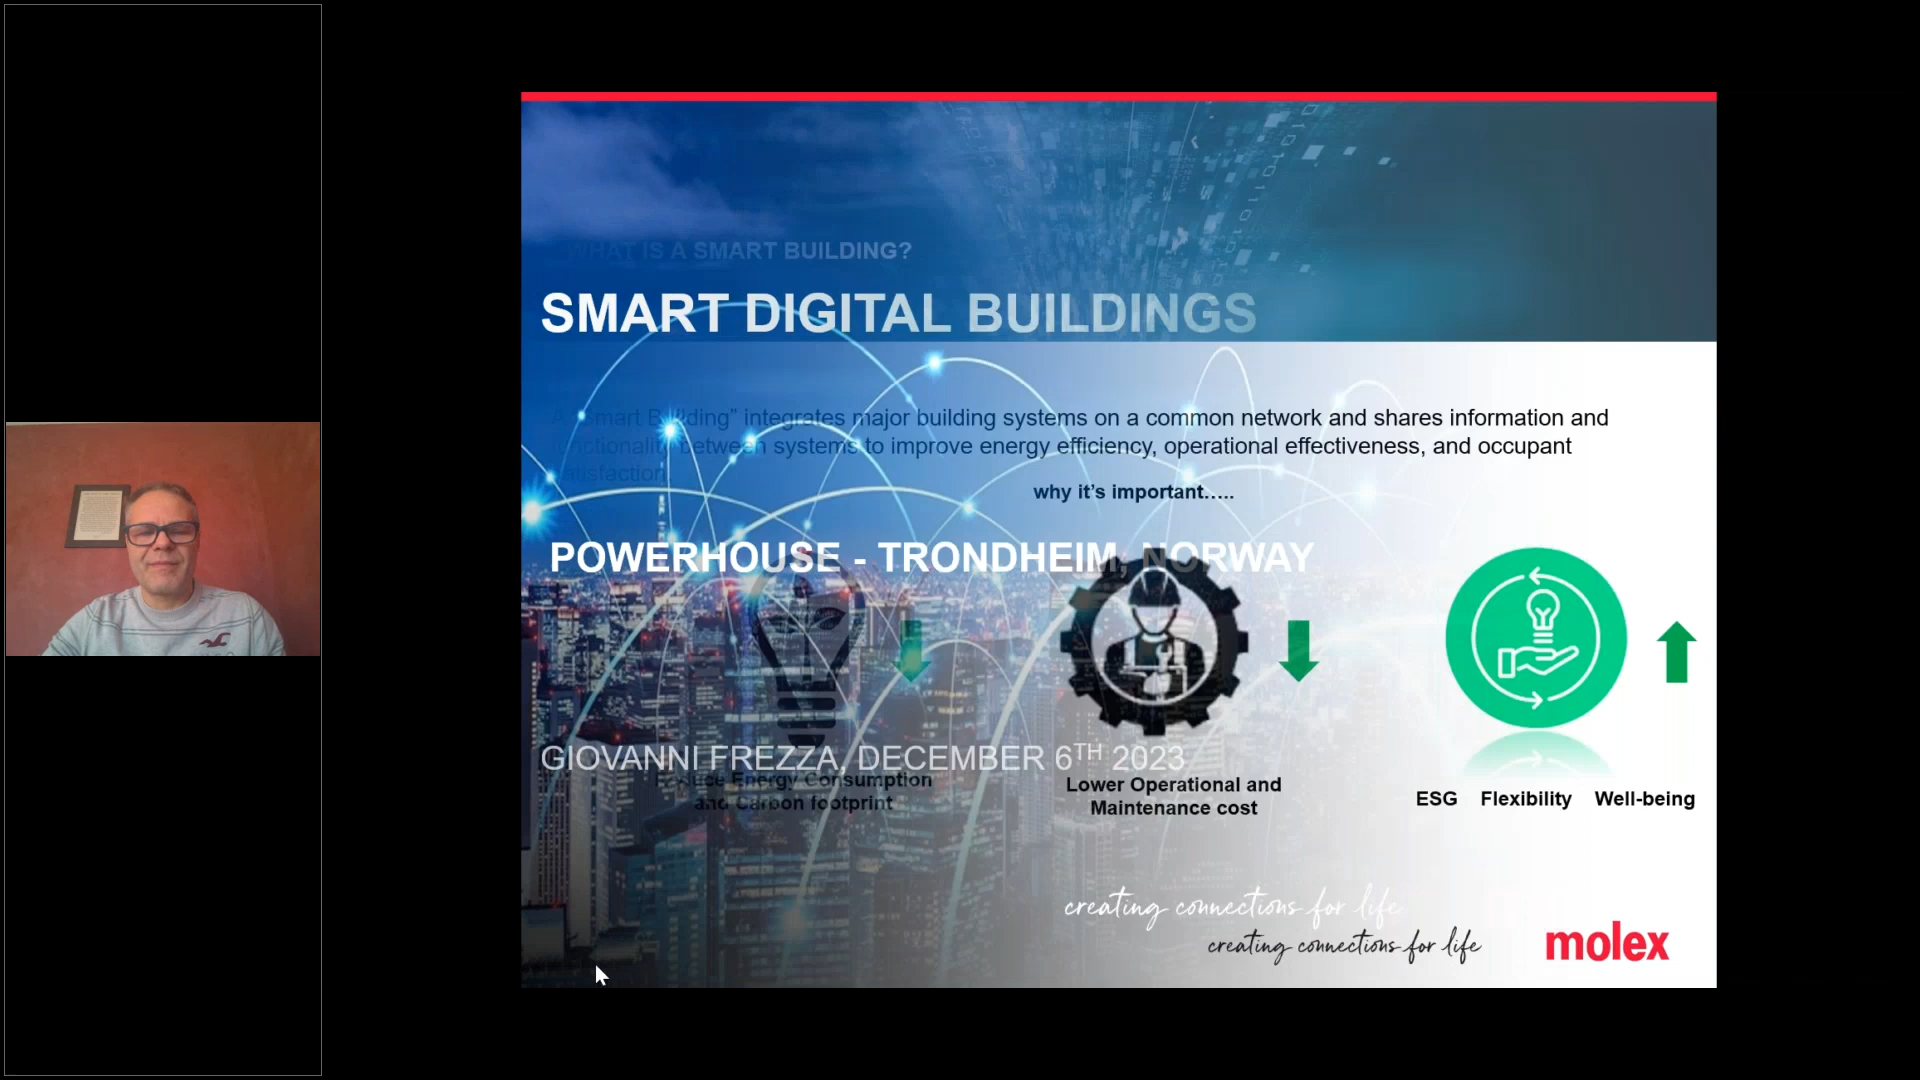 WHAT IS A SMART BUILDING?
SMART DIGITAL BUILDINGS
A “Smart Building” integrates major building systems on a common network and shares information and
functionality between systems to improve energy efficiency, operational effectiveness, and occupant
satisfaction
why it’s important…..
POWERHOUSE - TRONDHEIM, NORWAY
GIOVANNI FREZZA, DECEMBER 6TH 2023
Reduce Energy Consumption
and Carbon footprint
Lower Operational and
Maintenance cost
ESG Flexibility Well-being
creating connections for life
creating connections for life
molex